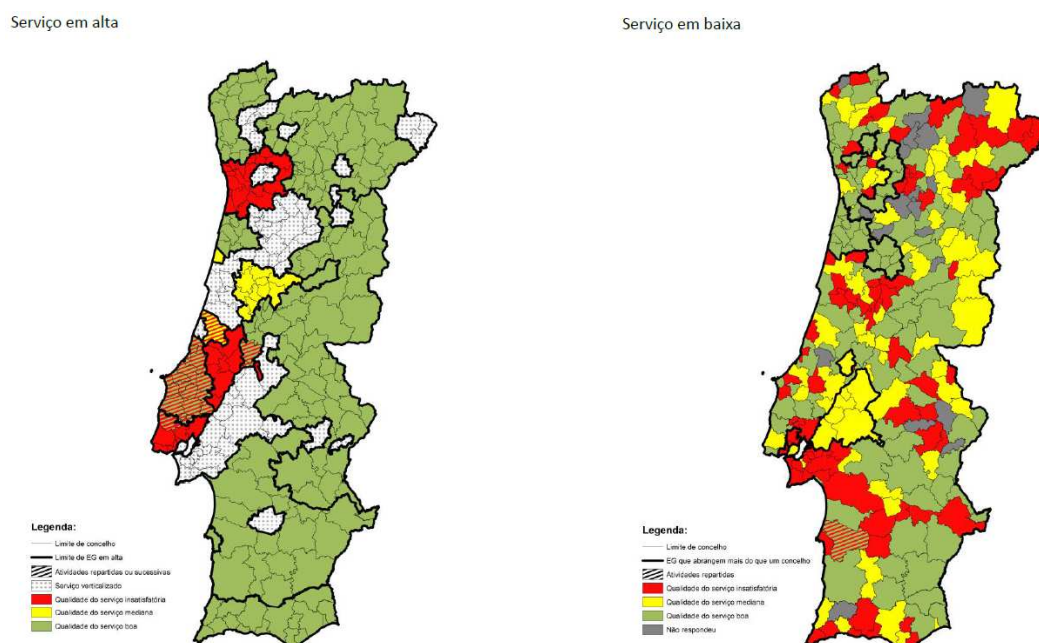 Serviço em alta
Serviço em baixa
Legenda:
Limite de concelho
Limite de EG em alta
Atividades repartidas ou sucessivas
Serviço verticalizado
Qualidade do serviço insatisfatória
Qualidade do serviço mediana
Qualidade do serviço boa
Legenda:
Limite de concelho
EG que abrangem mais do que um concelho
Atividades repartidas
Qualidade do serviço insatisfatória
Qualidade do serviço mediana
Qualidade do serviço boa
Não respondeu